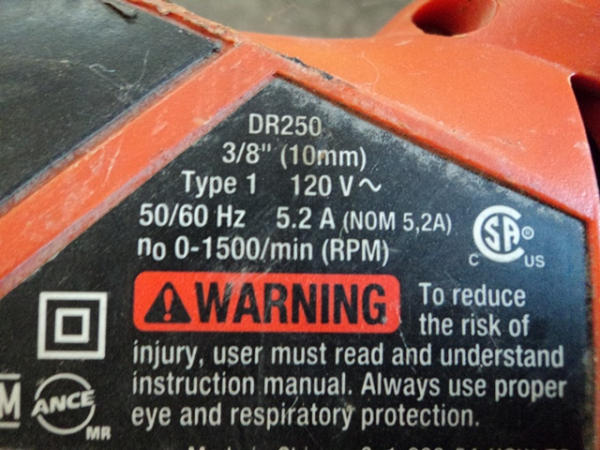 DR250
3/8" (10mm)
Type 1 120 V ~
50/60 Hz 5.2 A (NOM 5,2A)
no 0-1500/min (RPM)
C SA ® US
WARNING To reduce
the risk of
injury, user must read and understand
instruction manual. Always use proper
eye and respiratory protection.
M ANCE MR